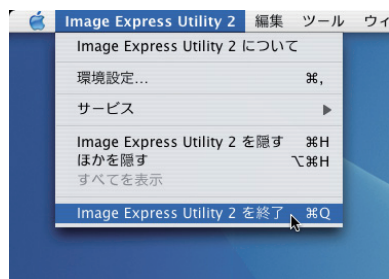 Image Express Utility 2 編集 ツール ウィ
Image Express Utility 2 について
環境設定... ⌘,
サービス ▶
Image Express Utility 2 を隠す ⌘H
ほかを隠す ⌥⌘H
すべてを表示
Image Express Utility 2 を終了 ⌘Q